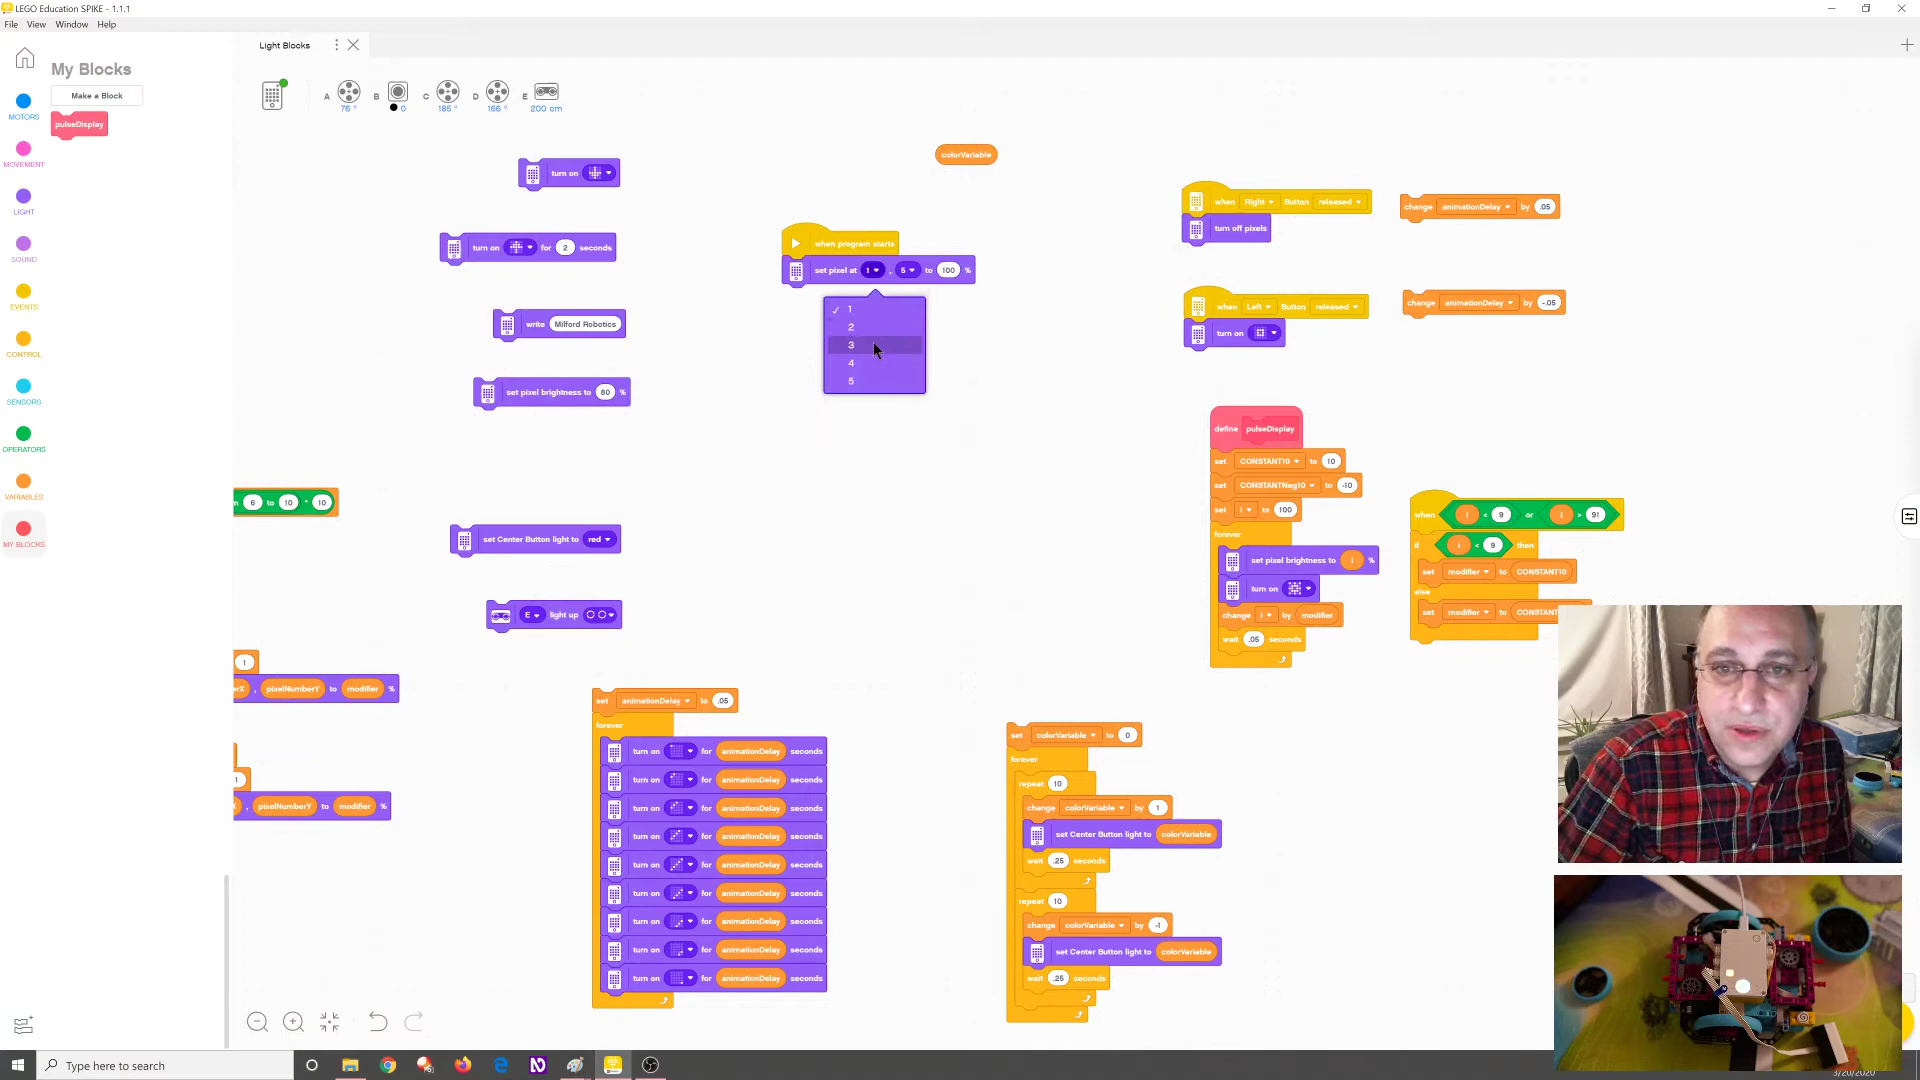 LEGO Education SPIKE - 1.1.1
File View Window Help
Light Blocks
My Blocks
Make a Block
pulseDisplay
MOTORS
MOVEMENT
LIGHT
SOUND
EVENTS
CONTROL
SENSORS
OPERATORS
VARIABLES
MY BLOCKS
A 76 ° B 0 C 185 ° D 166 ° E 200 cm
turn on
turn on for 2 seconds
write Milford Robotics
set pixel brightness to 80 %
6 to 10 * 10
set Center Button light to red
E light up
1
pixelNumberY to modifier %
1
, pixelNumberY to modifier %
colorVariable
when program starts
set pixel at 1 , 5 to 100 %
1
2
3
4
5
when Right Button released
turn off pixels
change animationDelay by .05
when Left Button released
turn on
change animationDelay by -.05
define pulseDisplay
set CONSTANT10 to 10
set CONSTANTNeg10 to -10
set i to 100
forever
set pixel brightness to i %
turn on
change i by modifier
wait .05 seconds
when i < 9 or i > 91
if i < 9 then
set modifier to CONSTANT10
else
set modifier to
set animationDelay to .05
forever
turn on for animationDelay seconds
turn on for animationDelay seconds
turn on for animationDelay seconds
turn on for animationDelay seconds
turn on for animationDelay seconds
turn on for animationDelay seconds
turn on for animationDelay seconds
turn on for animationDelay seconds
turn on for animationDelay seconds
set colorVariable to 0
forever
repeat 10
change colorVariable by 1
set Center Button light to colorVariable
wait .25 seconds
repeat 10
change colorVariable by -1
set Center Button light to colorVariable
wait .25 seconds
Type here to search
3/20/2020